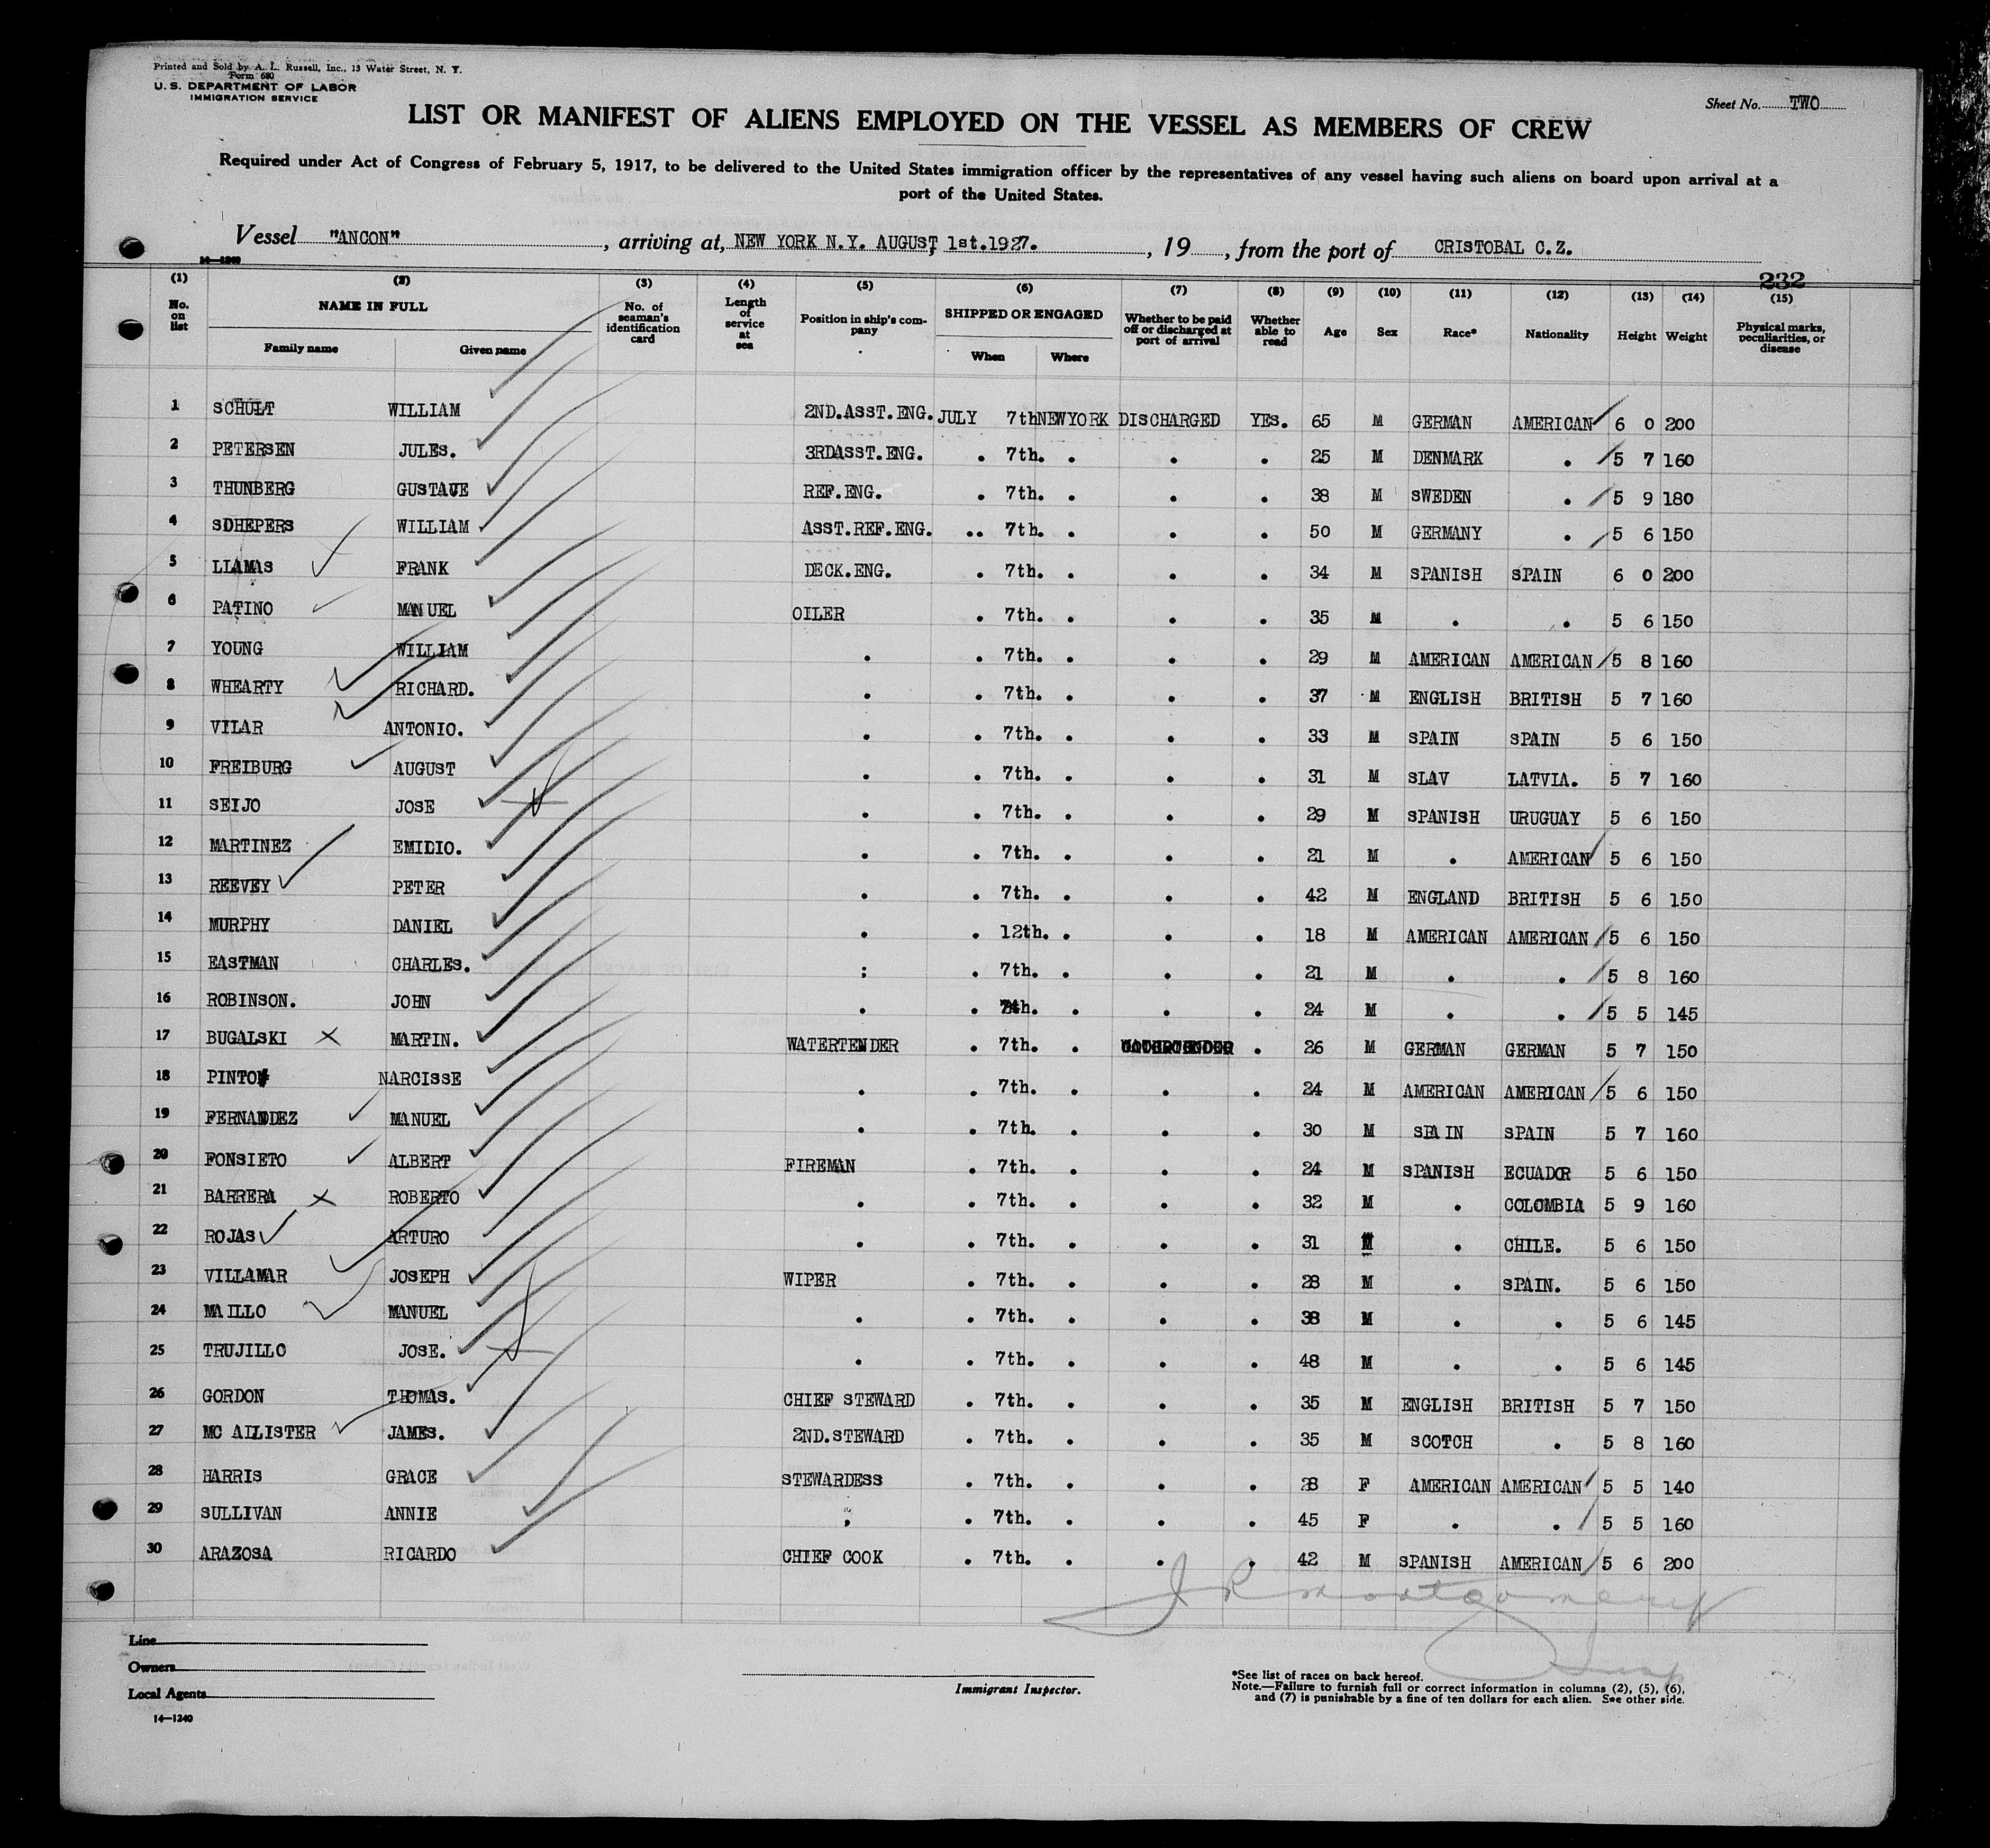 Printed and Sold by A. L. Russell, Inc., 13 Water Street, N. Y.
Form 680
U. S. DEPARTMENT OF LABOR
IMMIGRATION SERVICE
Sheet No. TWO
LIST OR MANIFEST OF ALIENS EMPLOYED ON THE VESSEL AS MEMBERS OF CREW
Required under Act of Congress of February 5, 1917, to be delivered to the United States immigration officer by the representatives of any vessel having such aliens on board upon arrival at a
port of the United States.
Vessel "ANCON", arriving at, NEW YORK N.Y. AUGUST 1st.1927., 19, from the port of CRISTOBAL C.Z.
14—1240
232
(1) (2) (3) (4) (5) (6) (7) (8) (9) (10) (11) (12) (13) (14) (15)
No. on list NAME IN FULL Family name Given name No. of seaman's identification card Length of service at sea Position in ship's company SHIPPED OR ENGAGED When Where Whether to be paid off or discharged at port of arrival Whether able to read Age Sex Race* Nationality Height Weight Physical marks, peculiarities, or disease
1 SCHULT WILLIAM 2ND.ASST.ENG. JULY 7th NEWYORK DISCHARGED YES. 65 M GERMAN AMERICAN 6 0 200
2 PETERSEN JULES. 3RDASST.ENG. . 7th. . . . 25 M DENMARK . 5 7 160
3 THUNBERG GUSTAVE REF.ENG. . 7th. . . . 38 M SWEDEN . 5 9 180
4 SDHEPERS WILLIAM ASST.REF.ENG. .. 7th. . . . 50 M GERMANY . 5 6 150
5 LLAMAS FRANK DECK.ENG. . 7th. . . . 34 M SPANISH SPAIN 6 0 200
6 PATINO MANUEL OILER . 7th. . . . 35 M . . 5 6 150
7 YOUNG WILLIAM . . 7th. . . . 29 M AMERICAN AMERICAN 5 8 160
8 WHEARTY RICHARD. . . 7th. . . . 37 M ENGLISH BRITISH 5 7 160
9 VILAR ANTONIO. . . 7th. . . . 33 M SPAIN SPAIN 5 6 150
10 FREIBURG AUGUST . . 7th. . . . 31 M SLAV LATVIA. 5 7 160
11 SEIJO JOSE . . 7th. . . . 29 M SPANISH URUGUAY 5 6 150
12 MARTINEZ EMILIO. . . 7th. . . . 21 M . AMERICAN 5 6 150
13 REEVEY PETER . . 7th. . . . 42 M ENGLAND BRITISH 5 6 150
14 MURPHY DANIEL . . 12th. . . . 18 M AMERICAN AMERICAN 5 6 150
15 EASTMAN CHARLES. : . 7th. . . . 21 M . . 5 8 160
16 ROBINSON. JOHN . . 7th. . . . 24 M . . 5 5 145
17 BUGALSKI MARTIN. WATERTENDER . 7th. . . 26 M GERMAN GERMAN 5 7 150
18 PINTO NARCISSE . . 7th. . . . 24 M AMERICAN AMERICAN 5 6 150
19 FERNANDEZ MANUEL . . 7th. . . . 30 M SPAIN SPAIN 5 7 160
20 FONSIETO ALBERT FIREMAN . 7th. . . . 24 M SPANISH ECUADOR 5 6 150
21 BARRERA ROBERTO . . 7th. . . . 32 M . COLOMBIA 5 9 160
22 ROJAS ARTURO . . 7th. . . . 31 M . CHILE. 5 6 150
23 VILLAMAR JOSEPH WIPER . 7th. . . . 28 M . SPAIN. 5 6 150
24 MAILLO MANUEL . . 7th. . . . 38 M . . 5 6 145
25 TRUJILLO JOSE. . . 7th. . . . 48 M . . 5 6 145
26 GORDON THOMAS. CHIEF STEWARD . 7th. . . . 35 M ENGLISH BRITISH 5 7 150
27 MC ALLISTER JAMES. 2ND.STEWARD . 7th. . . . 35 M SCOTCH . 5 8 160
28 HARRIS GRACE STEWARDESS . 7th. . . . 28 F AMERICAN AMERICAN 5 5 140
29 SULLIVAN ANNIE ; . 7th. . . . 45 F . . 5 5 160
30 ARAZOSA RICARDO CHIEF COOK . 7th. . . . 42 M SPANISH AMERICAN 5 6 200
J R Montgomery
Insp
Line
Owners
Local Agents
14—1240
Immigrant Inspector.
*See list of races on back hereof.
Note.—Failure to furnish full or correct information in columns (2), (5), (6),
and (7) is punishable by a fine of ten dollars for each alien. See other side.